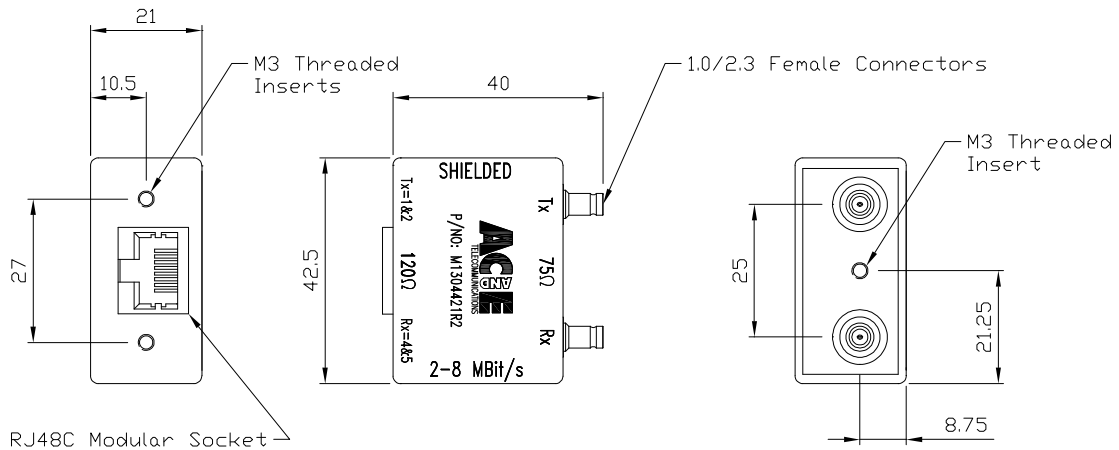 21
10.5
M3 Threaded
Inserts
27
RJ48C Modular Socket
40
1.0/2.3 Female Connectors
42.5
SHIELDED
Tx=1&2
120Ω
Rx=4&5
P/NO: M1304421R2
AC AND E
TELECOMMUNICATIONS
Tx
75Ω
Rx
2-8 MBit/s
M3 Threaded
Insert
25
21.25
8.75